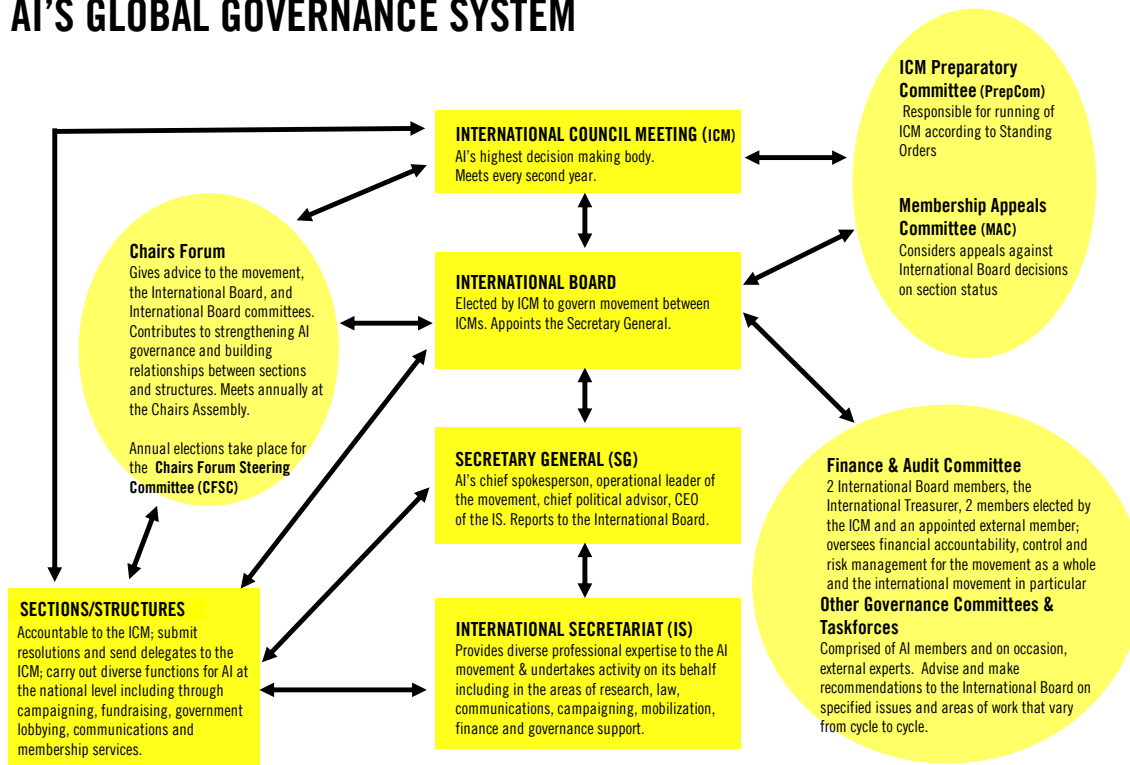 AI'S GLOBAL GOVERNANCE SYSTEM
ICM Preparatory
Committee (PrepCom)
Responsible for running of
ICM according to Standing
Orders
Membership Appeals
Committee (MAC)
Considers appeals against
International Board decisions
on section status
INTERNATIONAL COUNCIL MEETING (ICM)
AI's highest decision making body.
Meets every second year.
Chairs Forum
Gives advice to the movement,
the International Board, and
International Board committees.
Contributes to strengthening AI
governance and building
relationships between sections
and structures. Meets annually at
the Chairs Assembly.
Annual elections take place for
the Chairs Forum Steering
Committee (CFSC)
INTERNATIONAL BOARD
Elected by ICM to govern movement between
ICMs. Appoints the Secretary General.
SECRETARY GENERAL (SG)
AI's chief spokesperson, operational leader of
the movement, chief political advisor, CEO
of the IS. Reports to the International Board.
Finance & Audit Committee
2 International Board members, the
International Treasurer, 2 members elected by
the ICM and an appointed external member;
oversees financial accountability, control and
risk management for the movement as a whole
and the international movement in particular
Other Governance Committees &
Taskforces
Comprised of AI members and on occasion,
external experts. Advise and make
recommendations to the International Board on
specified issues and areas of work that vary
from cycle to cycle.
SECTIONS/STRUCTURES
Accountable to the ICM; submit
resolutions and send delegates to the
ICM; carry out diverse functions for AI at
the national level including through
campaigning, fundraising, government
lobbying, communications and
membership services.
INTERNATIONAL SECRETARIAT (IS)
Provides diverse professional expertise to the AI
movement & undertakes activity on its behalf
including in the areas of research, law,
communications, campaigning, mobilization,
finance and governance support.